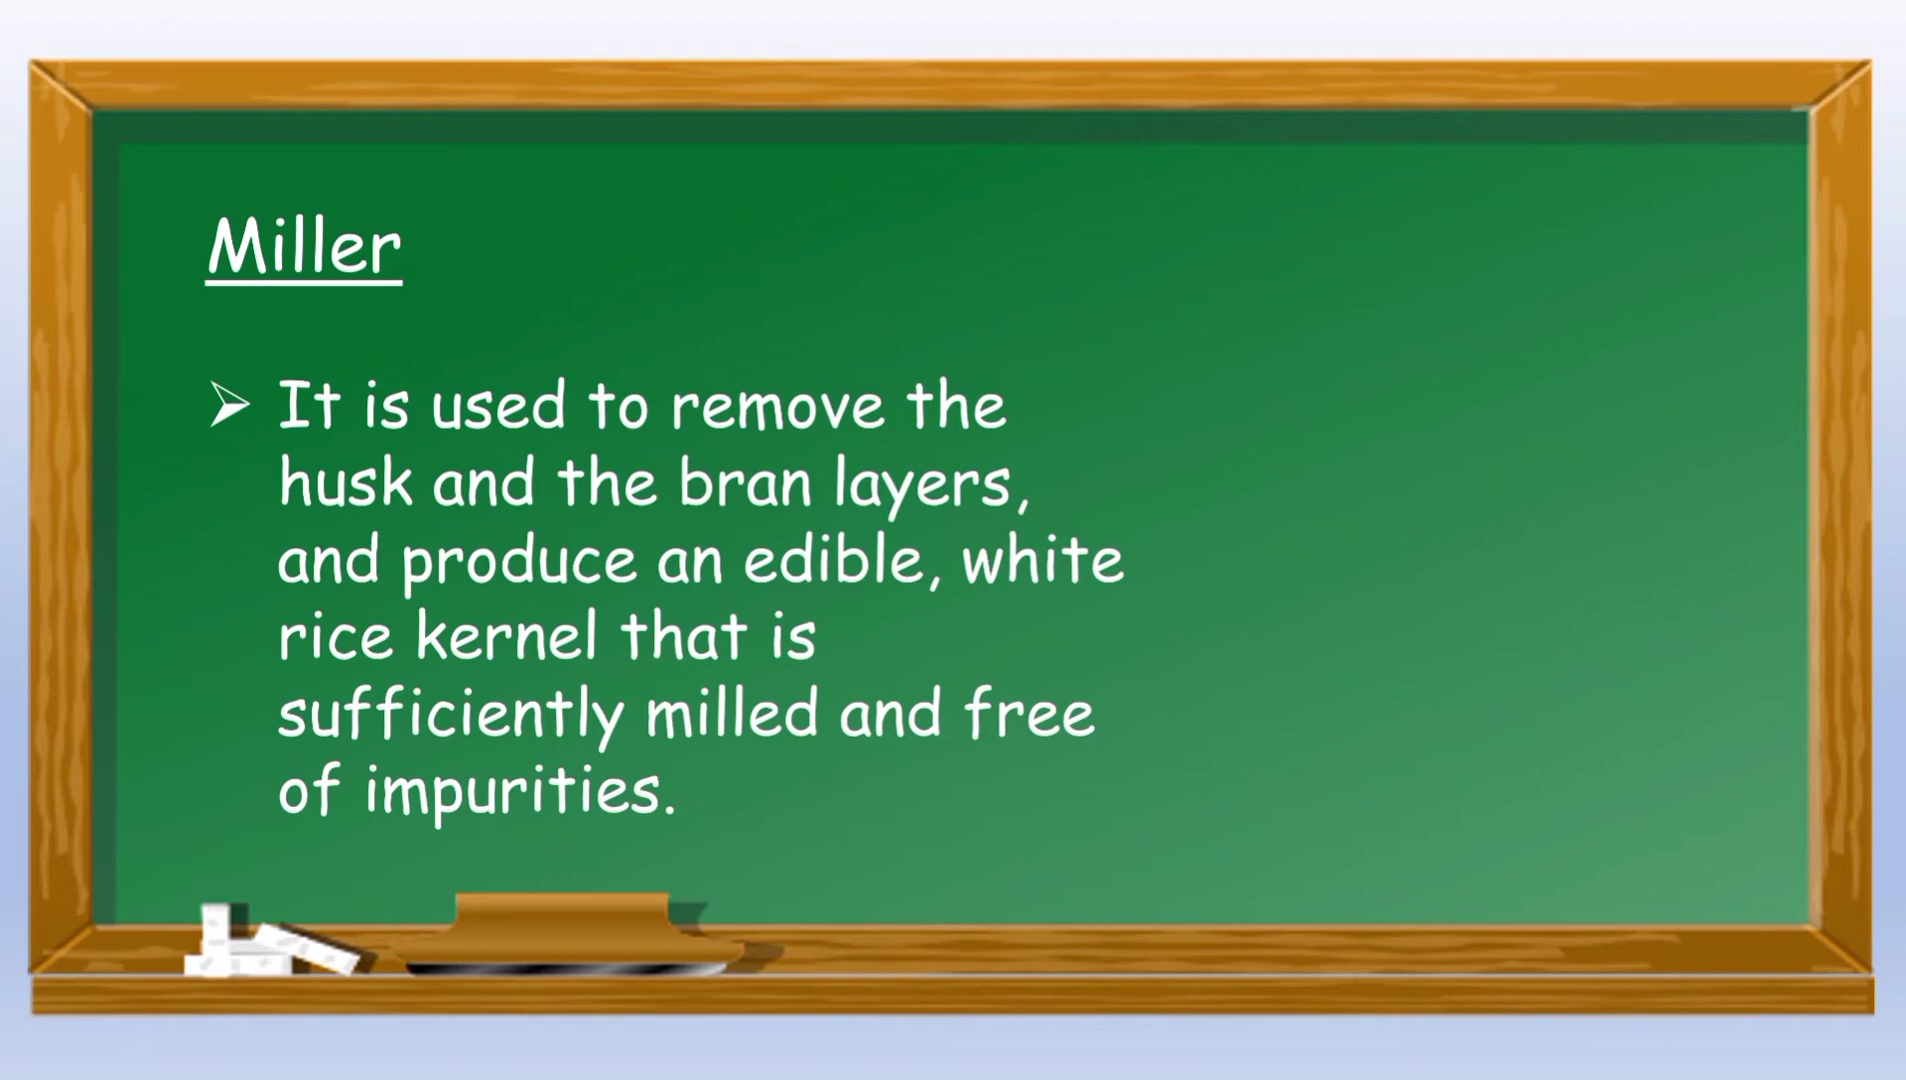 Miller
➢ It is used to remove the
husk and the bran layers,
and produce an edible, white
rice kernel that is
sufficiently milled and free
of impurities.